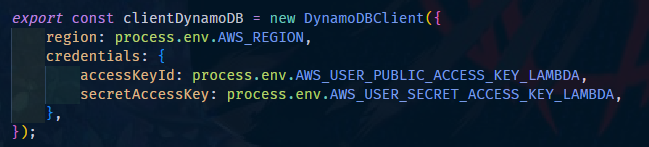 export const clientDynamoDB = new DynamoDBClient({
    region: process.env.AWS_REGION,
    credentials: {
        accessKeyId: process.env.AWS_USER_PUBLIC_ACCESS_KEY_LAMBDA,
        secretAccessKey: process.env.AWS_USER_SECRET_ACCESS_KEY_LAMBDA,
    },
});